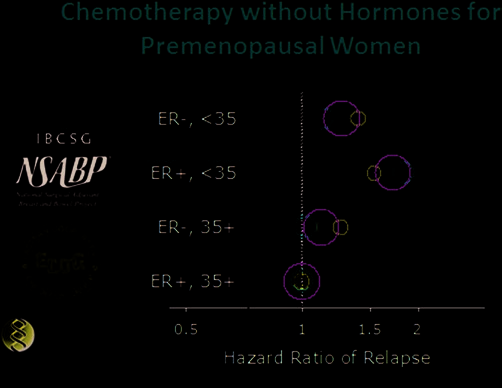 Chemotherapy without Hormones for
Premenopausal Women
ER-, <35
IBCSG
NSABP
ER+, <35
ER-, 35+
ER+, 35+
0.5 1 1.5 2
Hazard Ratio of Relapse